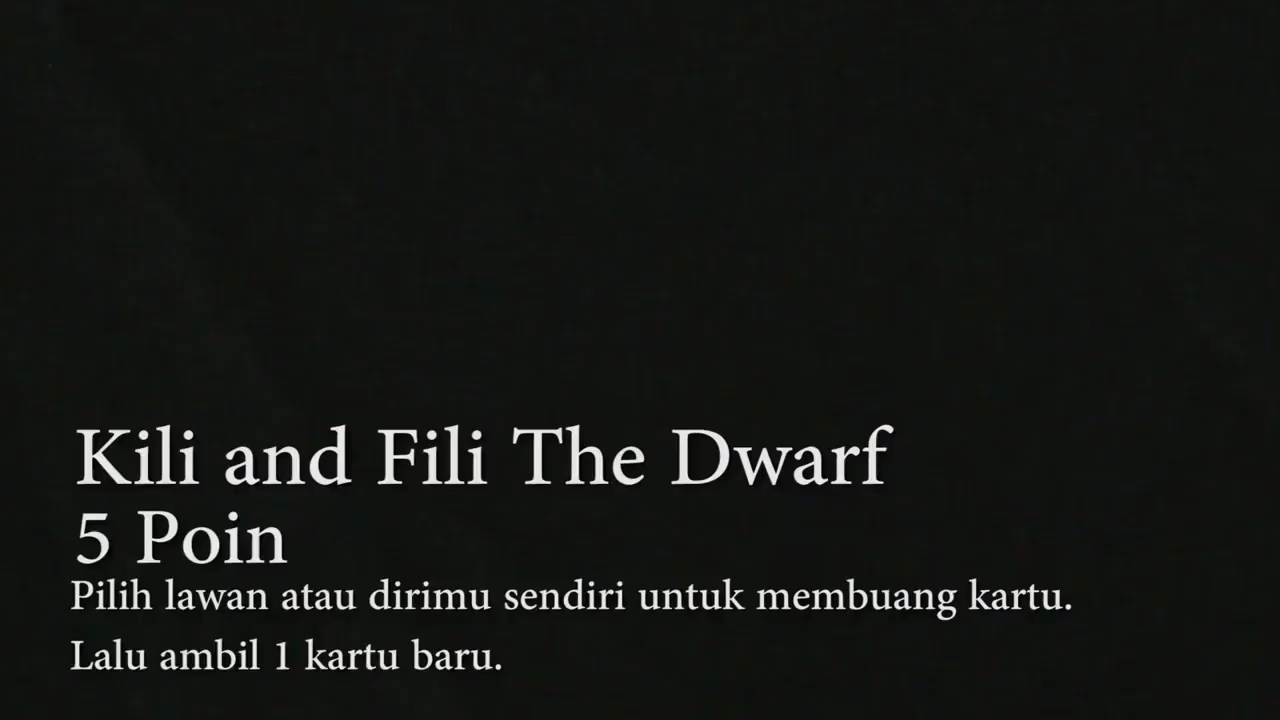 Kili and Fili The Dwarf
5 Poin
Pilih lawan atau dirimu sendiri untuk membuang kartu.
Lalu ambil 1 kartu baru.